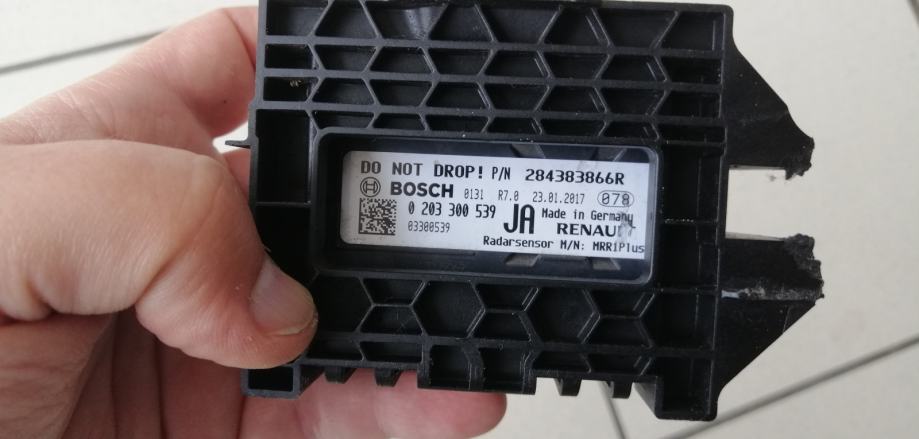 DO NOT DROP! P/N 284383866R
BOSCH 0131 R7.0 23.01.2017 078
0 203 300 539 JA Made in Germany
03300539 RENAULT
Radarsensor M/N: MRR1Plus